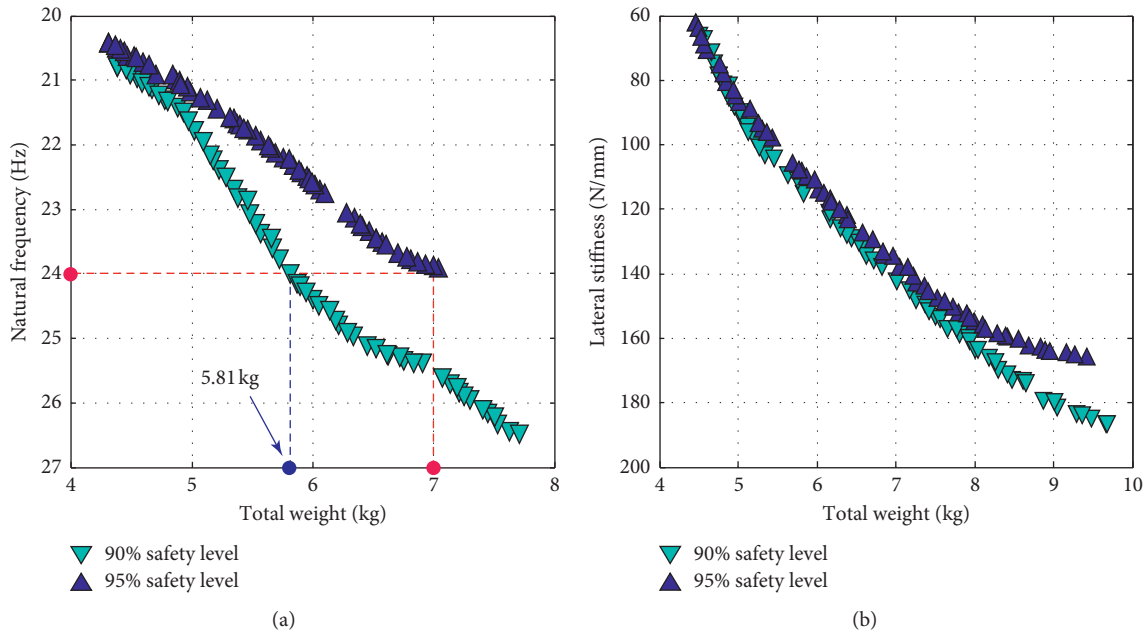 20
21
22
23
24
25
26
27
Natural frequency (Hz)
5.81 kg
4
5
6
7
8
Total weight (kg)
90% safety level
95% safety level
(a)
60
80
100
120
140
160
180
200
Lateral stiffness (N/mm)
4
5
6
7
8
9
10
Total weight (kg)
90% safety level
95% safety level
(b)